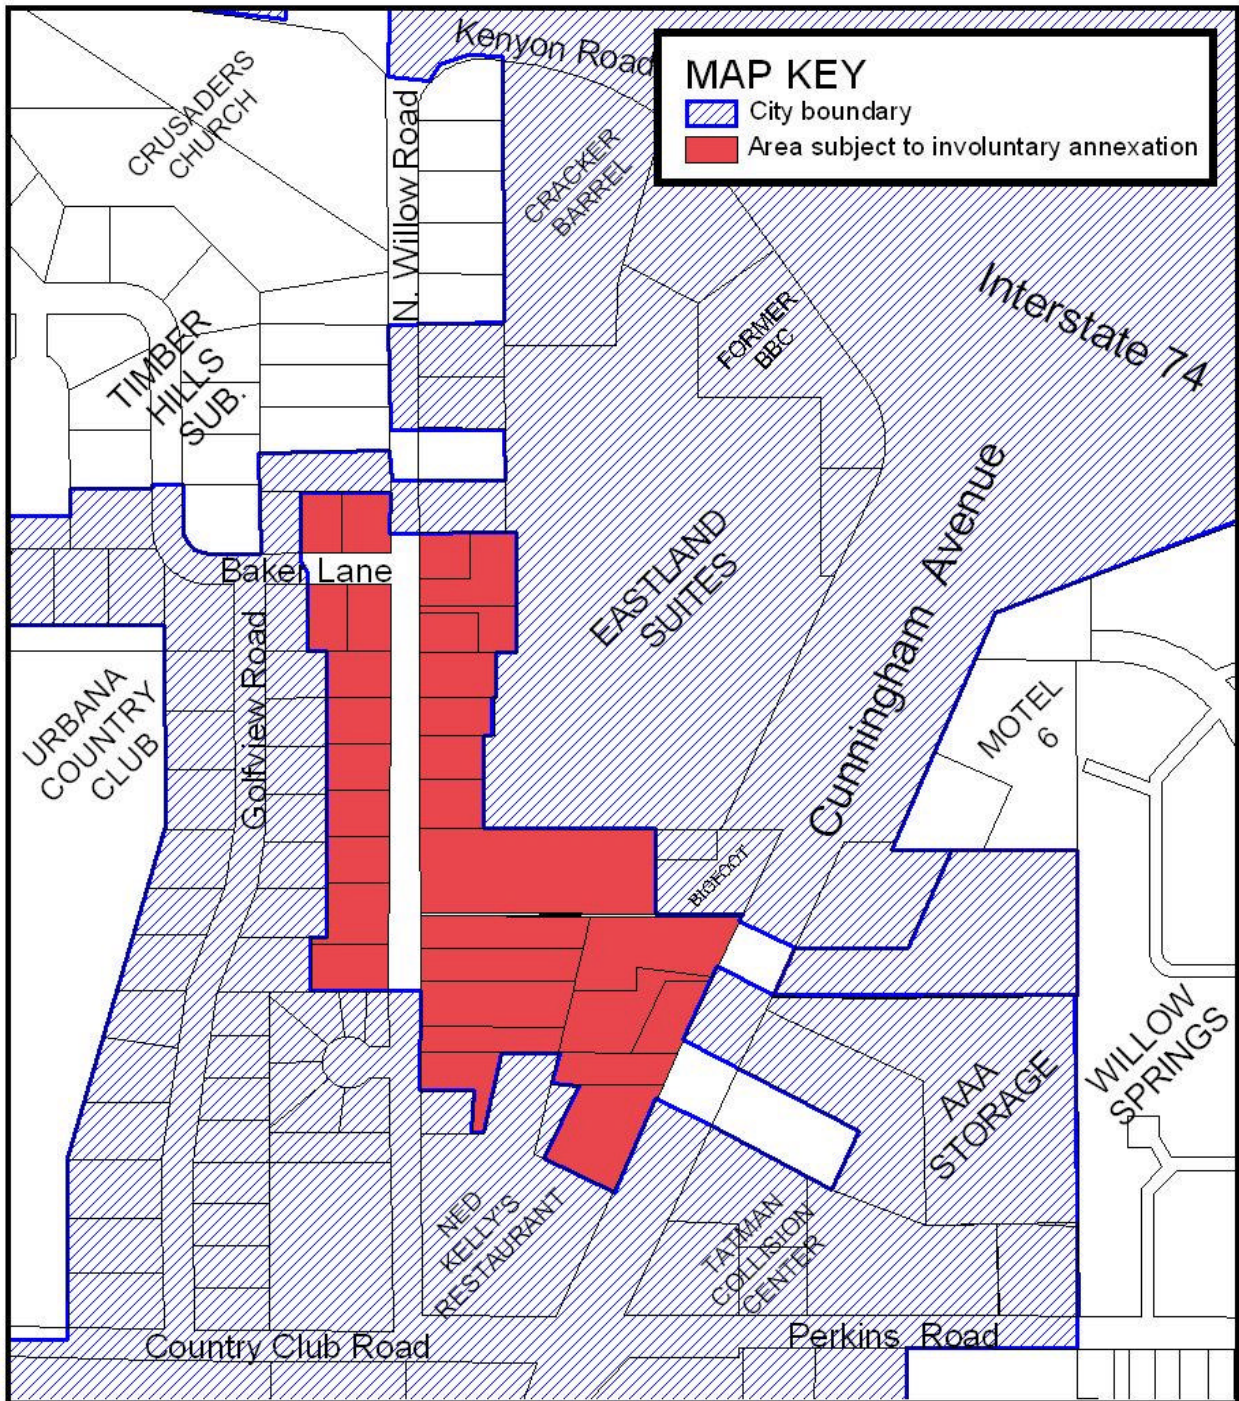 Kenyon Road
MAP KEY
City boundary
Area subject to involuntary annexation
CRUSADERS
CHURCH
N. Willow Road
CRACKER
BARREL
Interstate 74
FORMER
BBC
TIMBER
HILLS
SUB.
Cunningham Avenue
EASTLAND
SUITES
Baker Lane
Golfview Road
URBANA
COUNTRY
CLUB
MOTEL
6
BIGFOOT
WILLOW
SPRINGS
AAA
STORAGE
NED
KELLY'S
RESTAURANT
TATMAN
COLLISION
CENTER
Country Club Road
Perkins Road